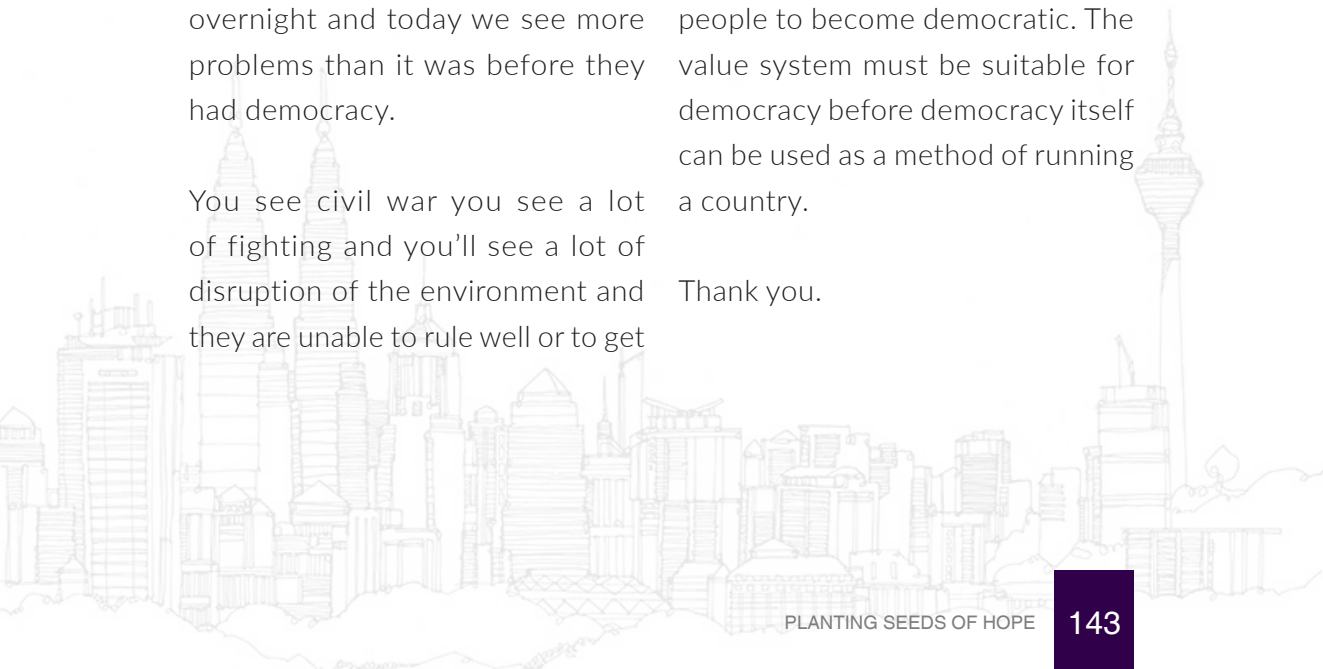 overnight and today we see more
problems than it was before they
had democracy.
You see civil war you see a lot
of fighting and you’ll see a lot of
disruption of the environment and
they are unable to rule well or to get
people to become democratic. The
value system must be suitable for
democracy before democracy itself
can be used as a method of running
a country.
Thank you.
PLANTING SEEDS OF HOPE
143